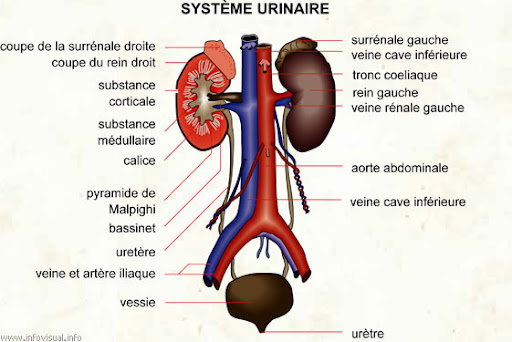 SYSTÈME URINAIRE
coupe de la surrénale droite
coupe du rein droit
substance
corticale
substance
médullaire
calice
pyramide de
Malpighi
bassinet
uretère
veine et artère iliaque
vessie
surrénale gauche
veine cave inférieure
tronc coeliaque
rein gauche
veine rénale gauche
aorte abdominale
veine cave inférieure
urètre
www.infovisual.info